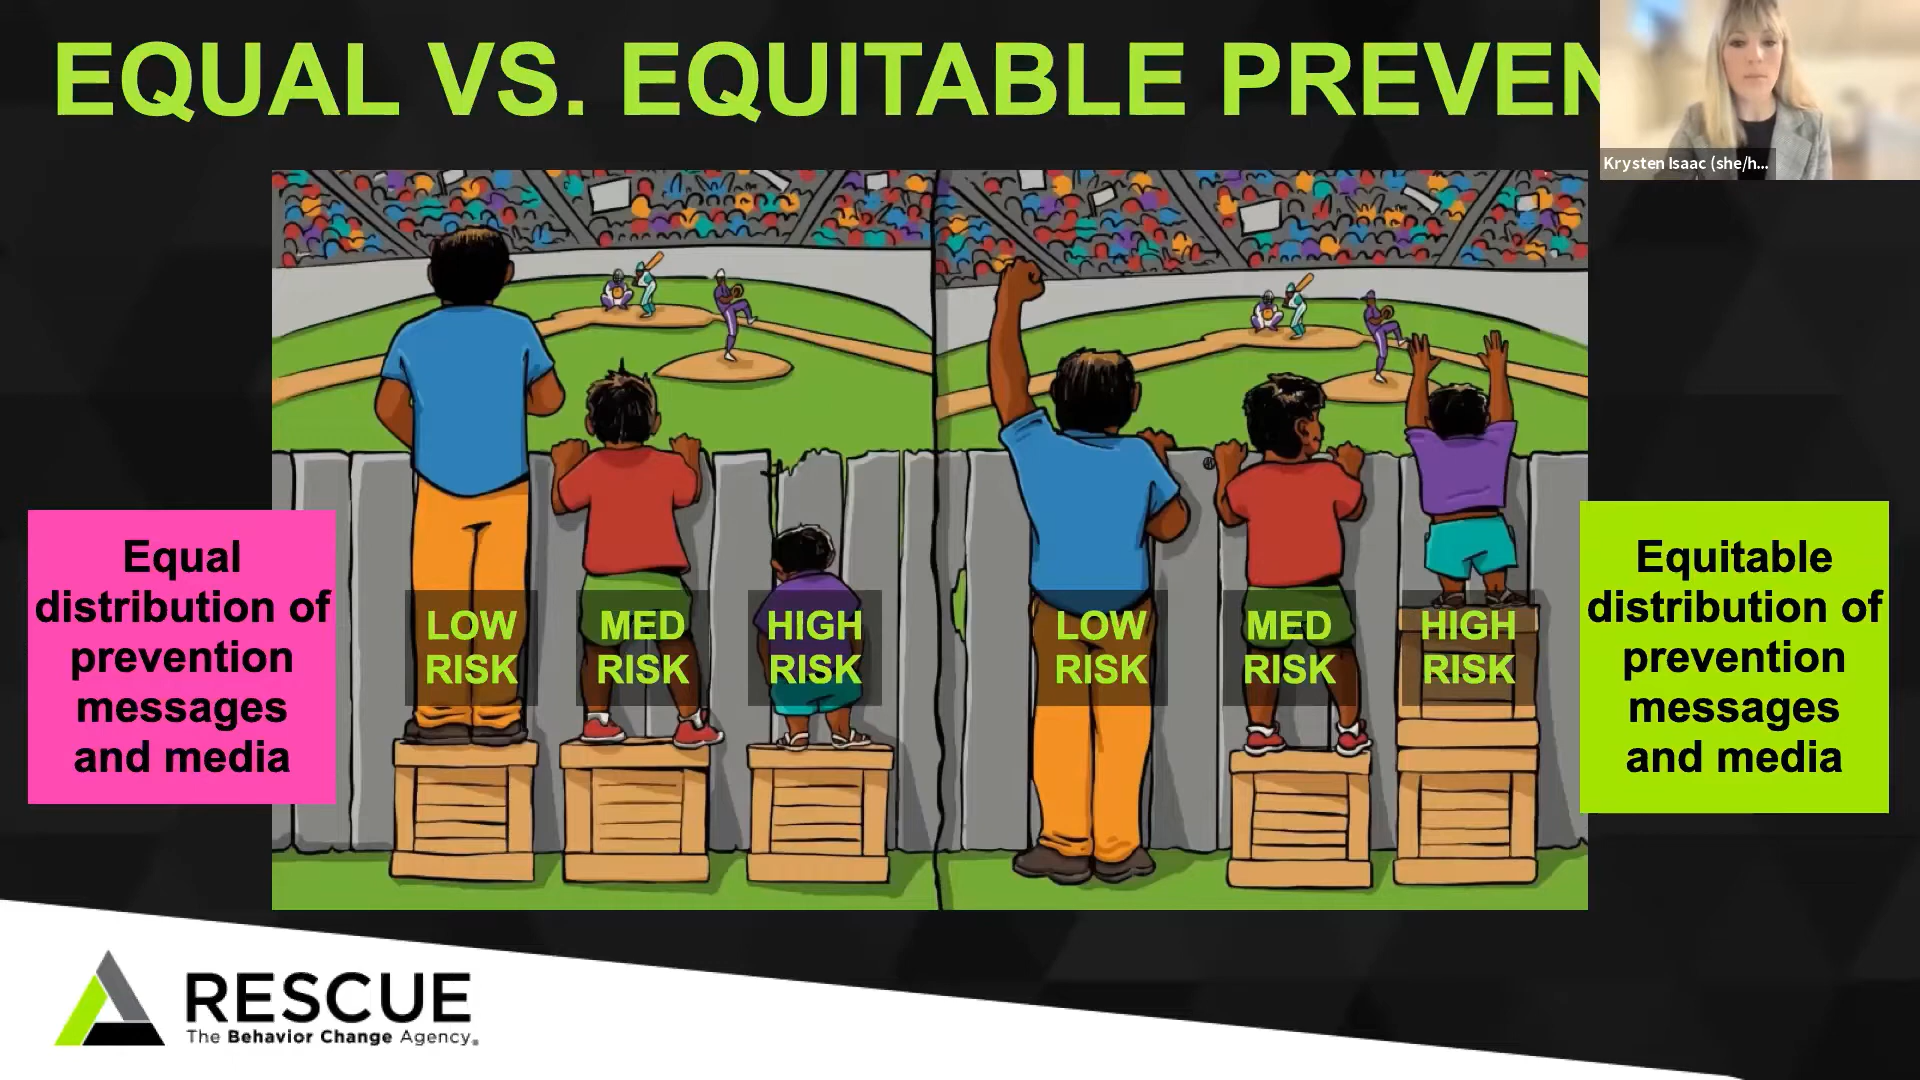 EQUAL VS. EQUITABLE PREVEN
Krysten Isaac (she/h...
Equal
distribution of
prevention
messages
and media
LOW
RISK
MED
RISK
HIGH
RISK
LOW
RISK
MED
RISK
HIGH
RISK
Equitable
distribution of
prevention
messages
and media
RESCUE
The Behavior Change Agency®